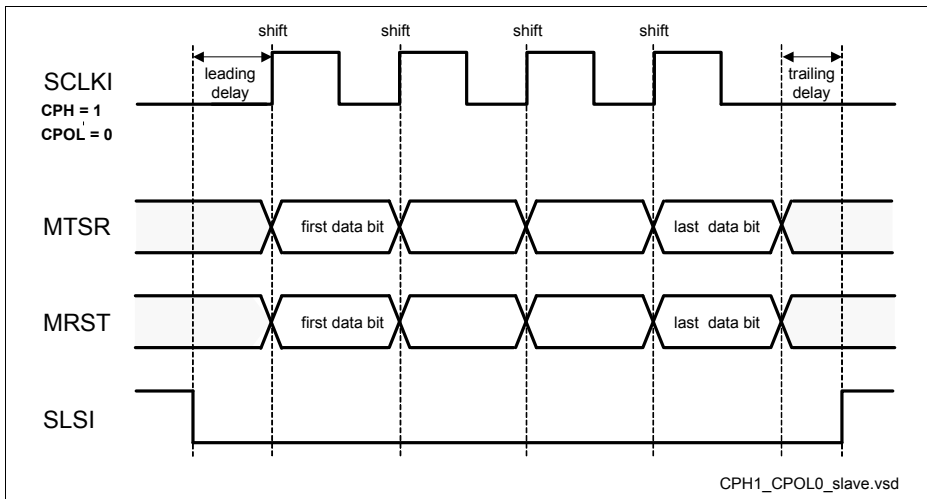 shift shift shift shift
SCLKI
leading delay
trailing delay
CPH = 1
CPOL = 0
MTSR
first data bit
last data bit
MRST
first data bit
last data bit
SLSI
CPH1_CPOL0_slave.vsd